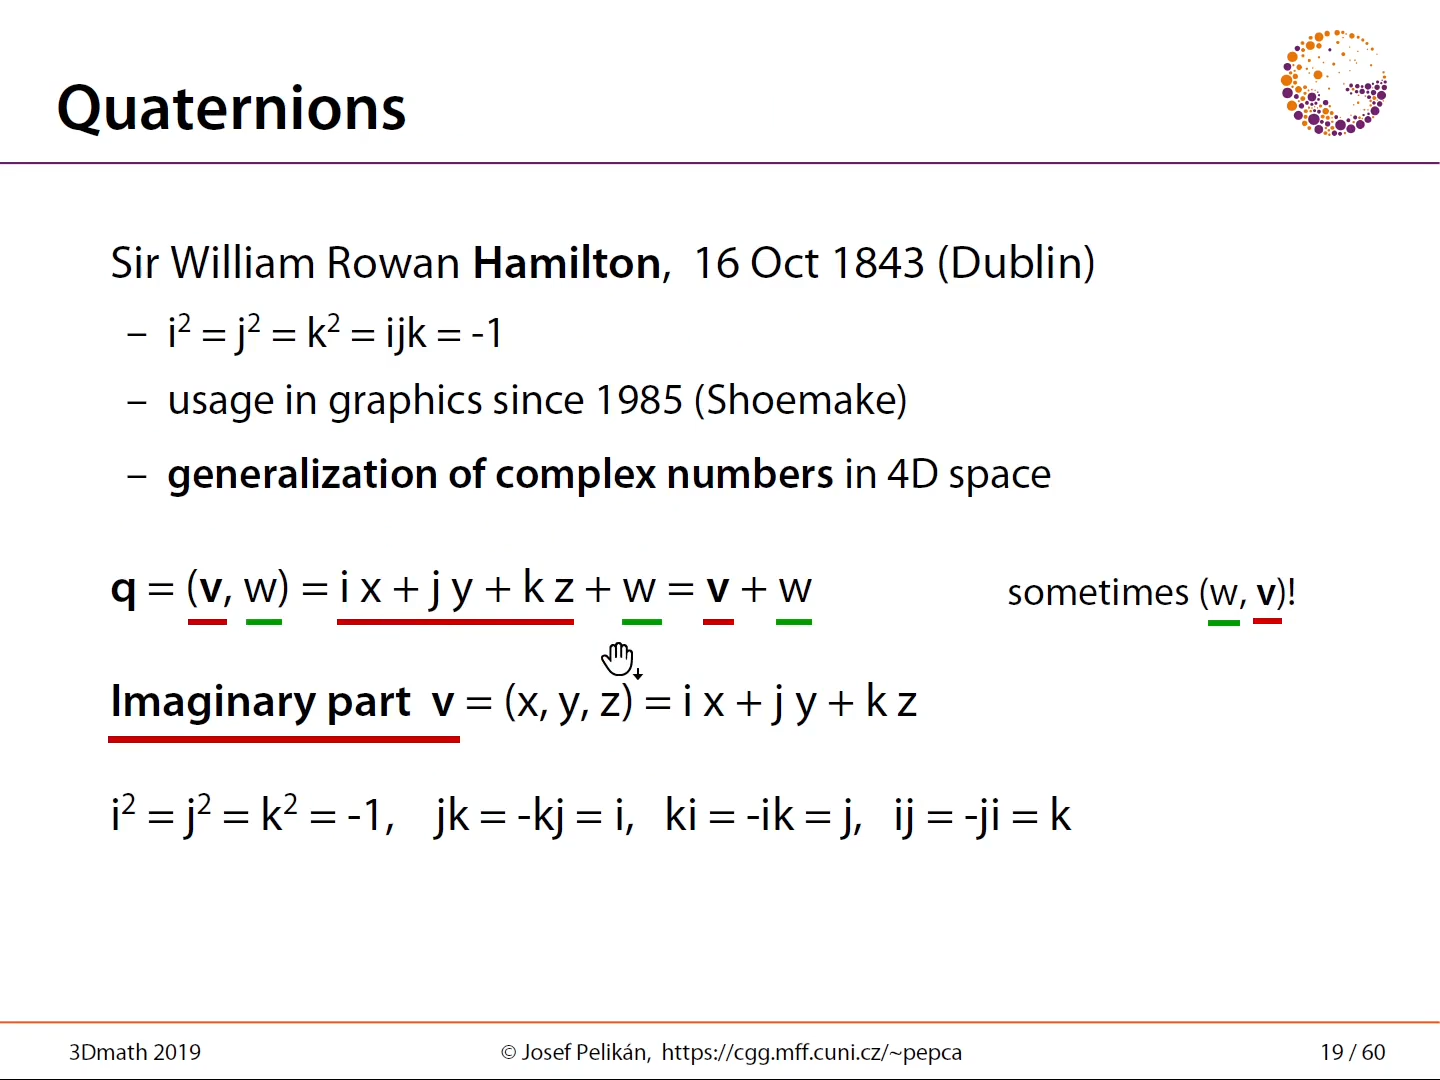 Quaternions
Sir William Rowan Hamilton, 16 Oct 1843 (Dublin)
– i² = j² = k² = ijk = -1
– usage in graphics since 1985 (Shoemake)
– generalization of complex numbers in 4D space
q = (v, w) = i x + j y + k z + w = v + w
sometimes (w, v)!
Imaginary part v = (x, y, z) = i x + j y + k z
i² = j² = k² = -1, jk = -kj = i, ki = -ik = j, ij = -ji = k
3Dmath 2019
© Josef Pelikán, https://cgg.mff.cuni.cz/~pepca
19 / 60